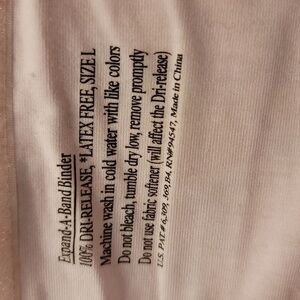 Expand-A-Band Binder
100% DRI-RELEASE, *LATEX FREE, SIZE L
Machine wash in cold water with like colors
Do not bleach, tumble dry low, remove promptly
Do not use fabric softener (will affect the Dri-release)
U.S. PAT.# 6,309, 369,B4, RN#94547, Made in China